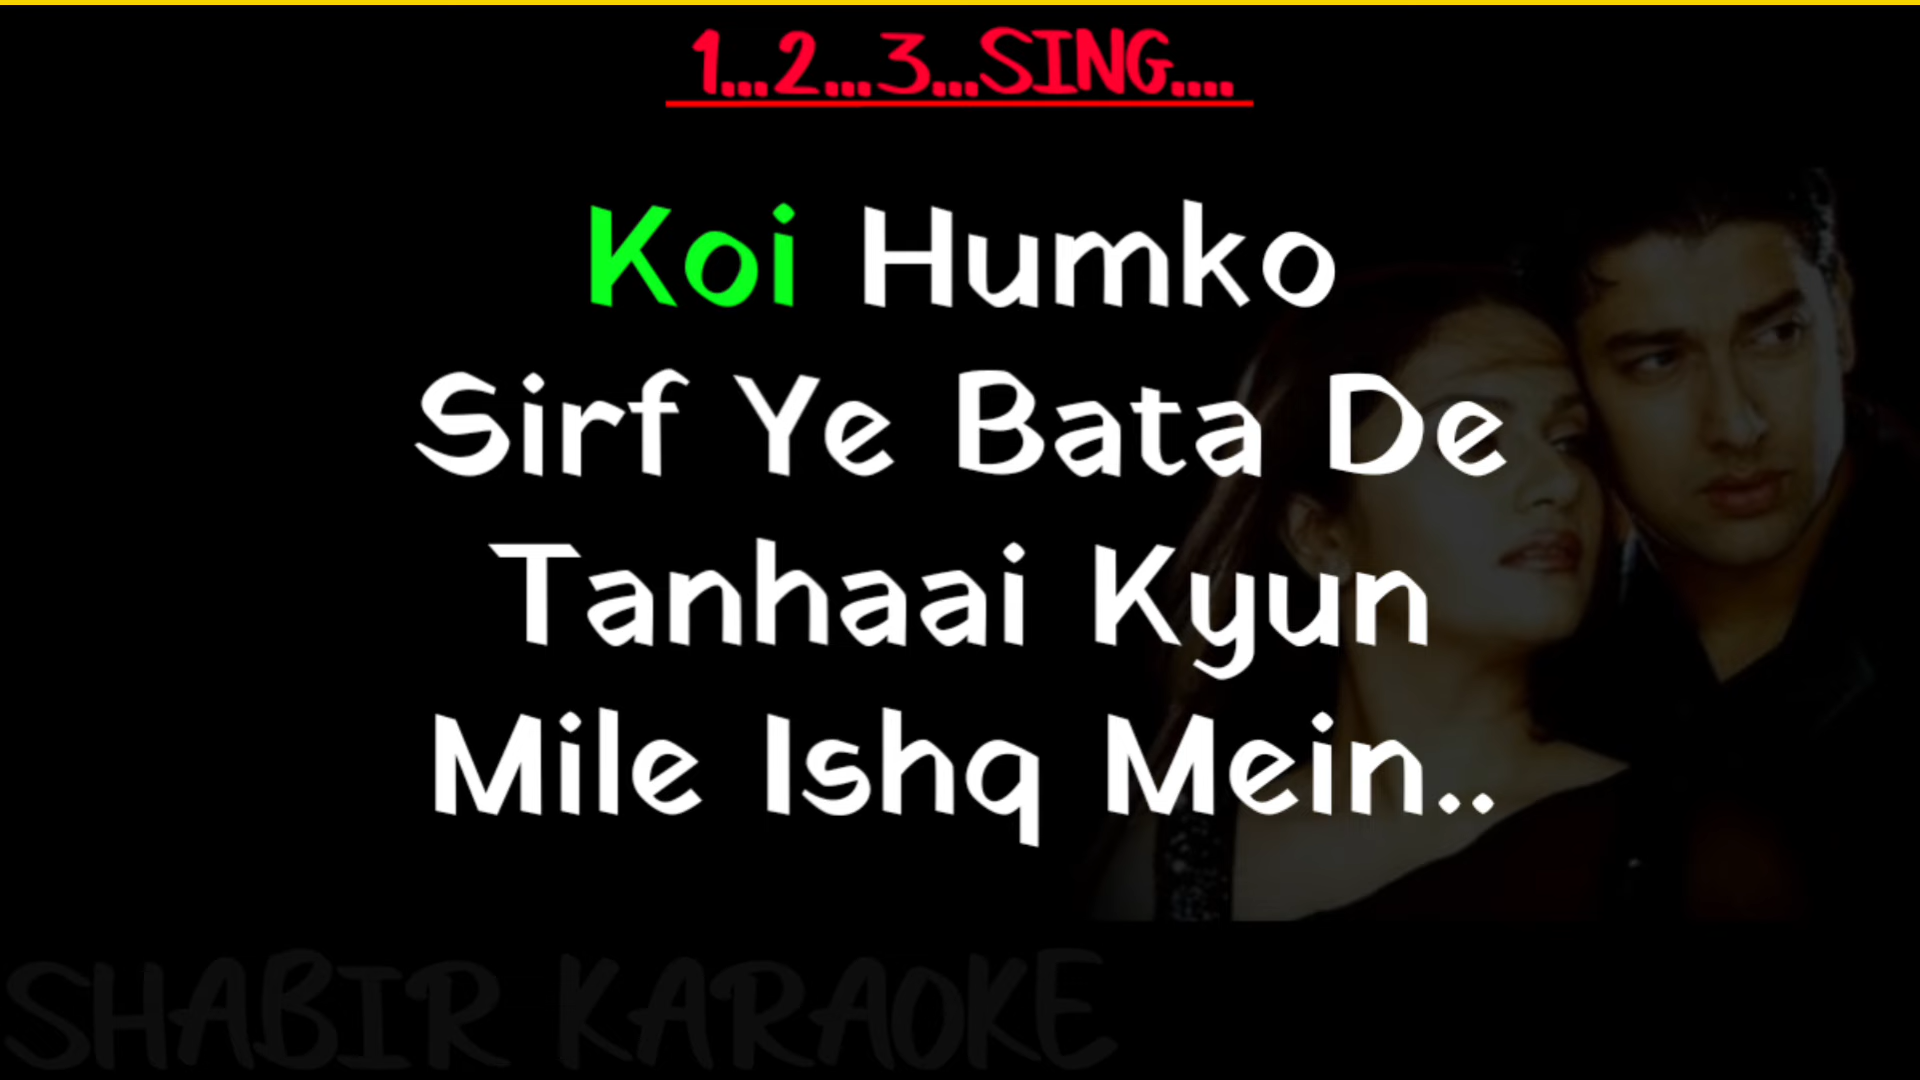 1...2...3...SING....
Koi Humko
Sirf Ye Bata De
Tanhaai Kyun
Mile Ishq Mein..
SHABIR KARAOKE